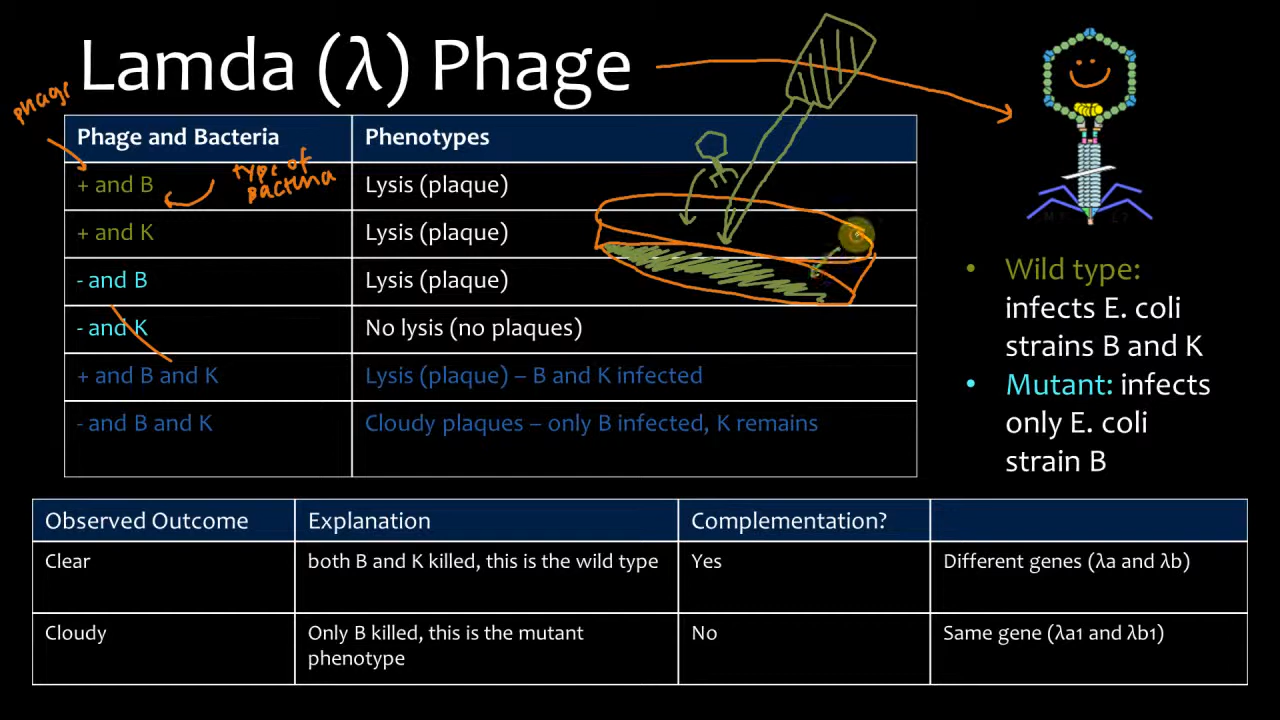 Lamda (λ) Phage
phage
Phage and Bacteria
Phenotypes
+ and B
type of
bacteria
Lysis (plaque)
+ and K
Lysis (plaque)
- and B
Lysis (plaque)
- and K
No lysis (no plaques)
+ and B and K
Lysis (plaque) – B and K infected
- and B and K
Cloudy plaques – only B infected, K remains
• Wild type:
infects E. coli
strains B and K
• Mutant: infects
only E. coli
strain B
Observed Outcome
Explanation
Complementation?
Clear
both B and K killed, this is the wild type
Yes
Different genes (λa and λb)
Cloudy
Only B killed, this is the mutant
phenotype
No
Same gene (λa1 and λb1)